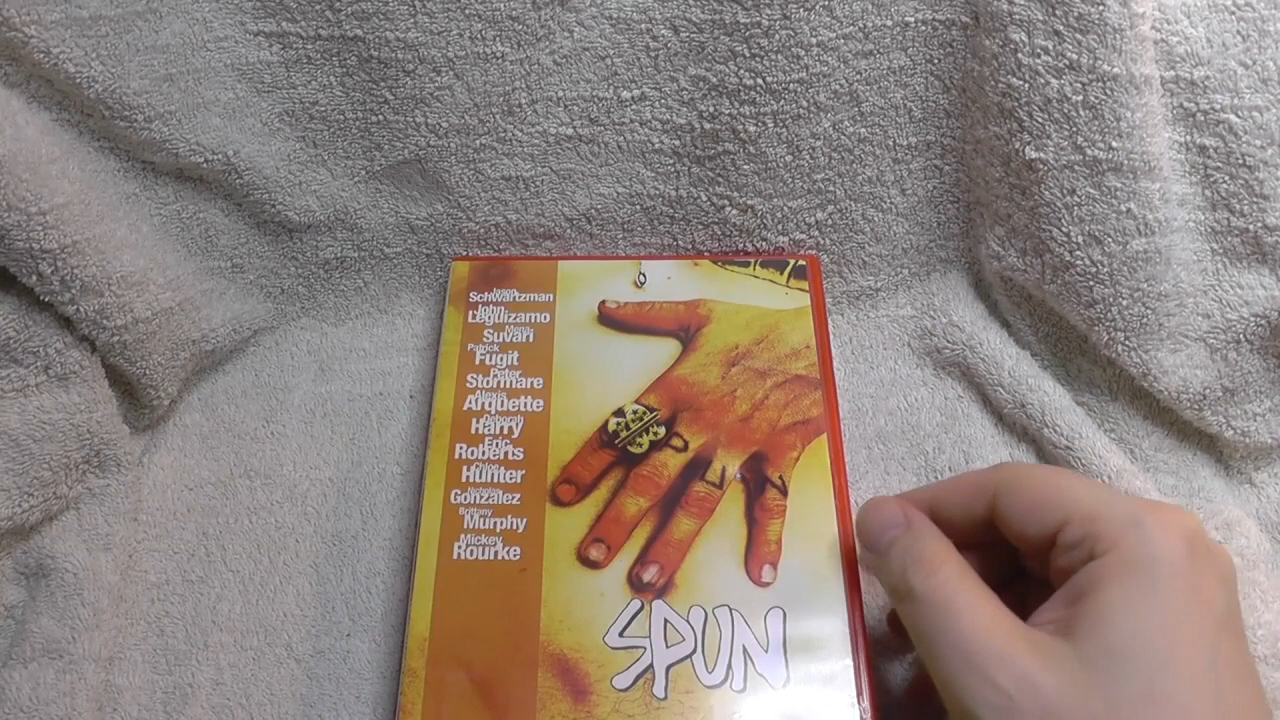 Jason
Schwartzman
John
Leguizamo
Mena
Suvari
Patrick
Fugit
Peter
Stormare
Alexis
Arquette
Deborah
Harry
Eric
Roberts
Chloe
Hunter
Nicholas
Gonzalez
Brittany
Murphy
Mickey
Rourke
SPUN